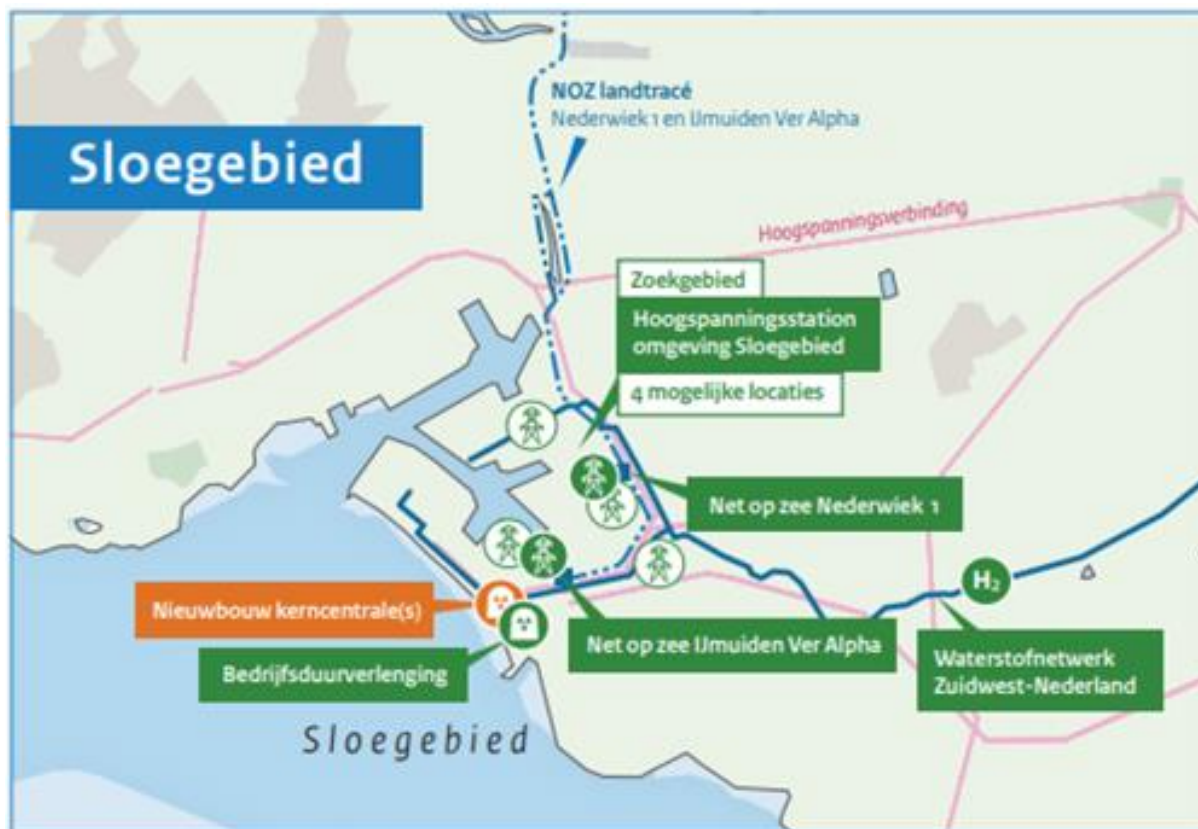 NOZ landtracé
Nederwiek 1 en IJmuiden Ver Alpha
Sloegebied
Hoogspanningsverbinding
Zoekgebied
Hoogspanningsstation
omgeving Sloegebied
4 mogelijke locaties
Net op zee Nederwiek 1
H₂
Nieuwbouw kerncentrale(s)
Net op zee IJmuiden Ver Alpha
Bedrijfsduurverlenging
Waterstofnetwerk
Zuidwest-Nederland
Sloegebied